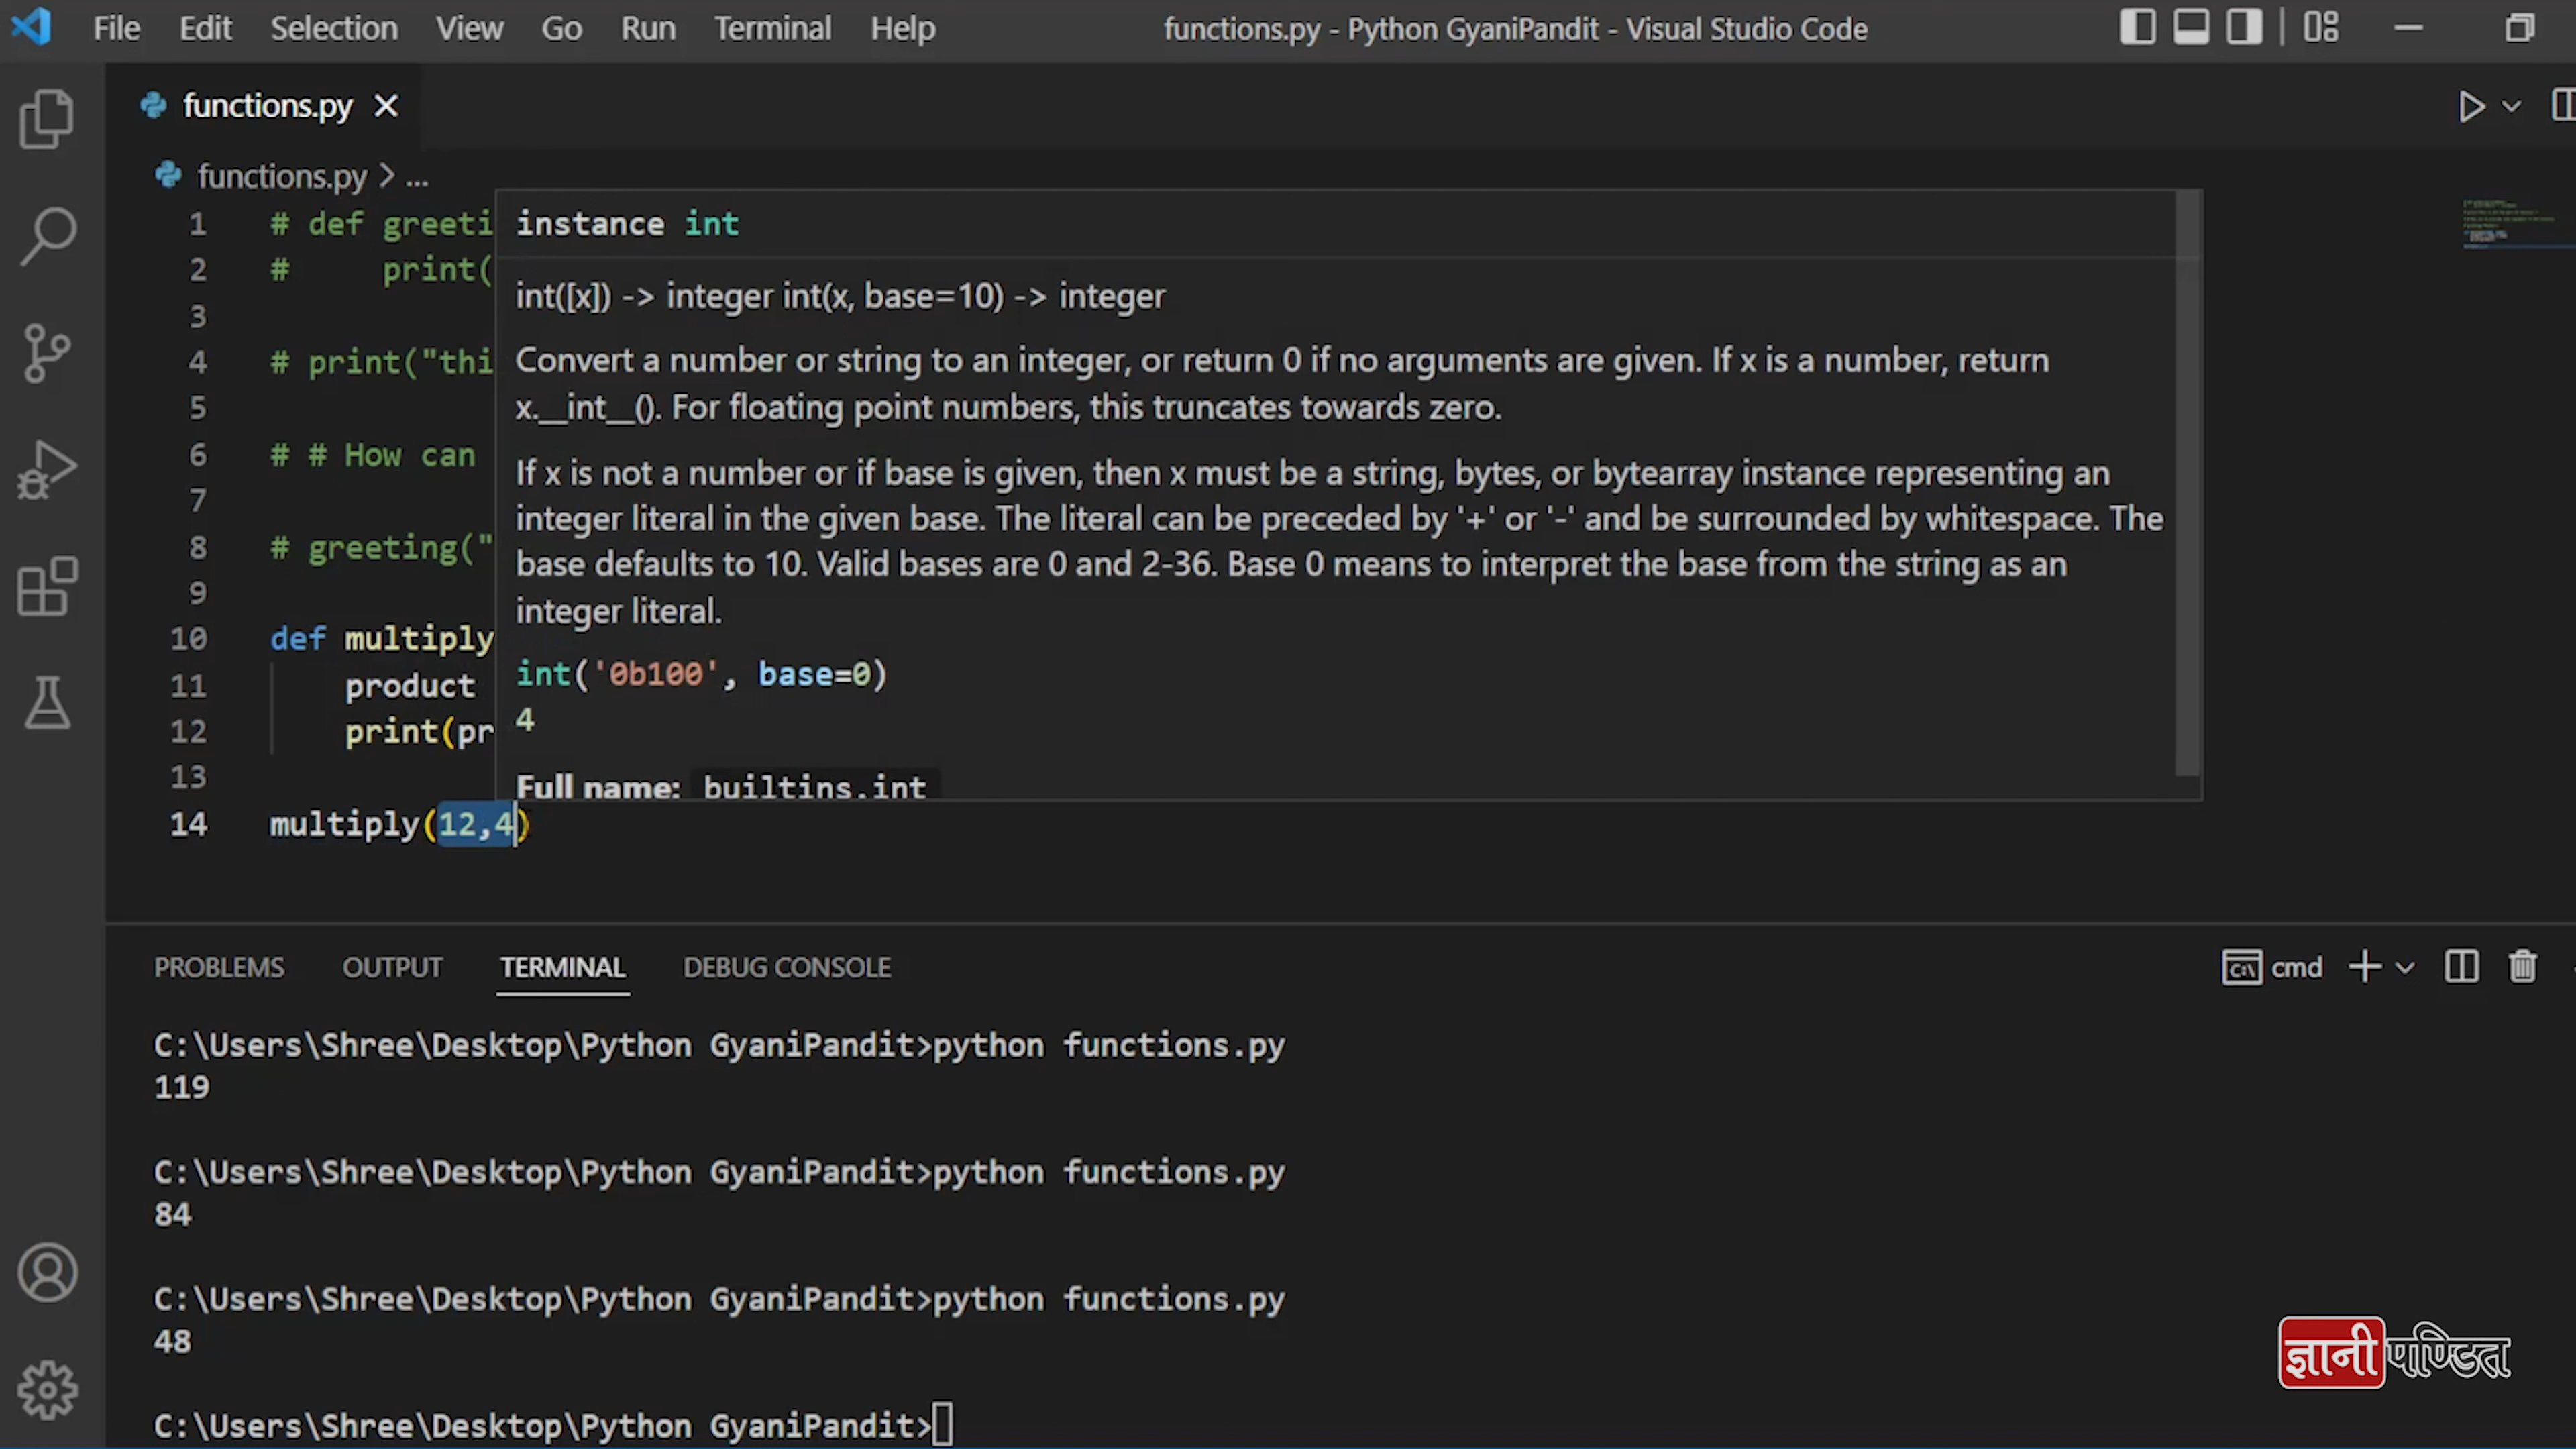 File Edit Selection View Go Run Terminal Help functions.py - Python GyaniPandit - Visual Studio Code
functions.py
functions.py > ...
1 # def greeti
2 # print(
3
4 # print("thi
5
6 # # How can
7
8 # greeting("
9
10 def multiply
11 product
12 print(pr
13
14 multiply(12,4)
instance int
int([x]) -> integer int(x, base=10) -> integer
Convert a number or string to an integer, or return 0 if no arguments are given. If x is a number, return
x.__int__(). For floating point numbers, this truncates towards zero.
If x is not a number or if base is given, then x must be a string, bytes, or bytearray instance representing an
integer literal in the given base. The literal can be preceded by '+' or '-' and be surrounded by whitespace. The
base defaults to 10. Valid bases are 0 and 2-36. Base 0 means to interpret the base from the string as an
integer literal.
int('0b100', base=0)
4
Full name: builtins.int
PROBLEMS OUTPUT TERMINAL DEBUG CONSOLE cmd
C:\Users\Shree\Desktop\Python GyaniPandit>python functions.py
119
C:\Users\Shree\Desktop\Python GyaniPandit>python functions.py
84
C:\Users\Shree\Desktop\Python GyaniPandit>python functions.py
48
C:\Users\Shree\Desktop\Python GyaniPandit>
ज्ञानी पण्डित